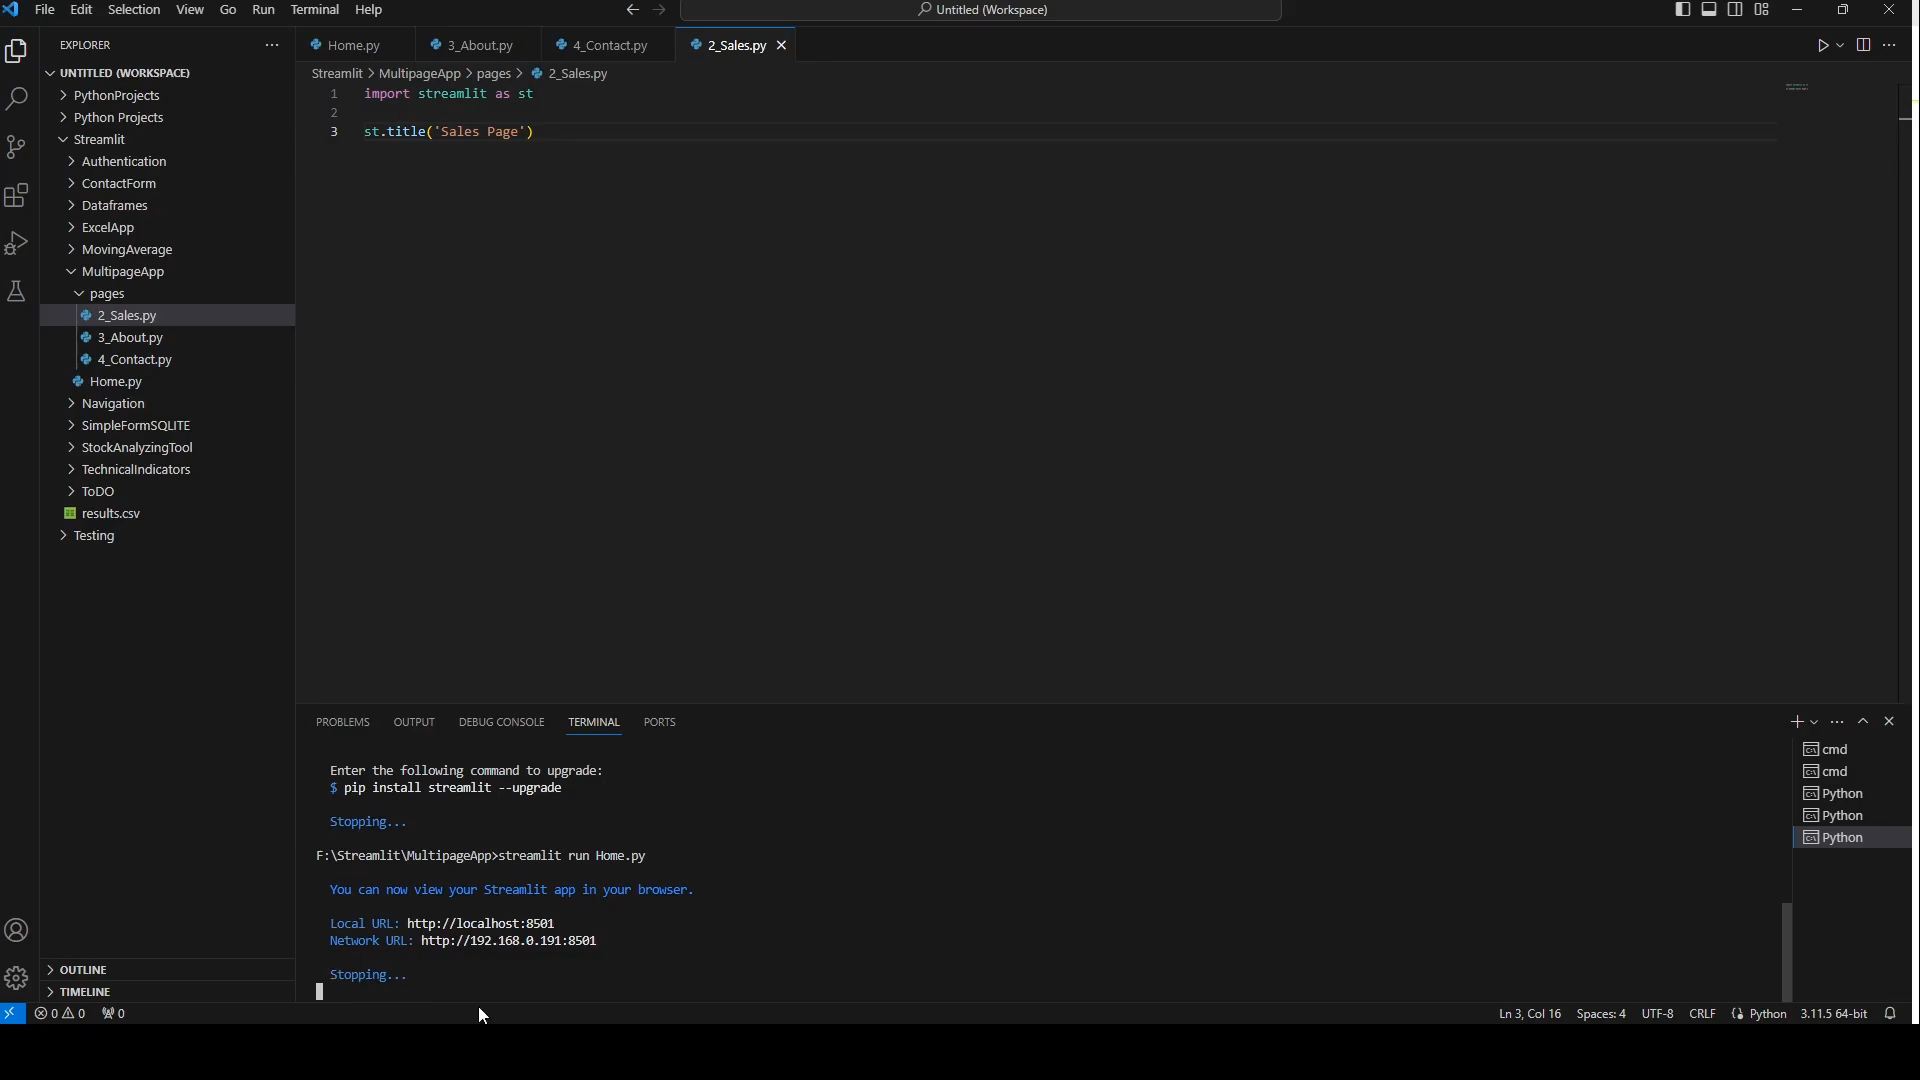 File Edit Selection View Go Run Terminal Help
Untitled (Workspace)
EXPLORER
UNTITLED (WORKSPACE)
PythonProjects
Python Projects
Streamlit
Authentication
ContactForm
Dataframes
ExcelApp
MovingAverage
MultipageApp
pages
2_Sales.py
3_About.py
4_Contact.py
Home.py
Navigation
SimpleFormSQLITE
StockAnalyzingTool
TechnicalIndicators
ToDO
results.csv
Testing
OUTLINE
TIMELINE
Home.py 3_About.py 4_Contact.py 2_Sales.py
Streamlit > MultipageApp > pages > 2_Sales.py
1 import streamlit as st
2
3 st.title('Sales Page')
PROBLEMS OUTPUT DEBUG CONSOLE TERMINAL PORTS
Enter the following command to upgrade:
$ pip install streamlit --upgrade
Stopping...
F:\Streamlit\MultipageApp>streamlit run Home.py
You can now view your Streamlit app in your browser.
Local URL: http://localhost:8501
Network URL: http://192.168.0.191:8501
Stopping...
cmd
cmd
Python
Python
Python
0 0 0 Ln 3, Col 16 Spaces: 4 UTF-8 CRLF Python 3.11.5 64-bit